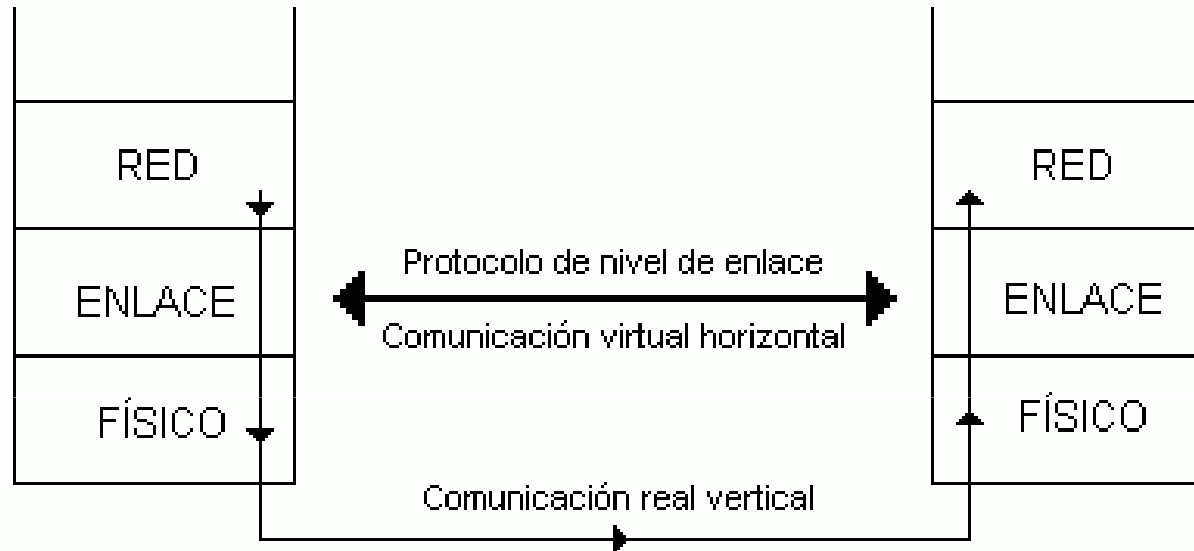 RED
RED
Protocolo de nivel de enlace
ENLACE
ENLACE
Comunicación virtual horizontal
FÍSICO
FÍSICO
Comunicación real vertical